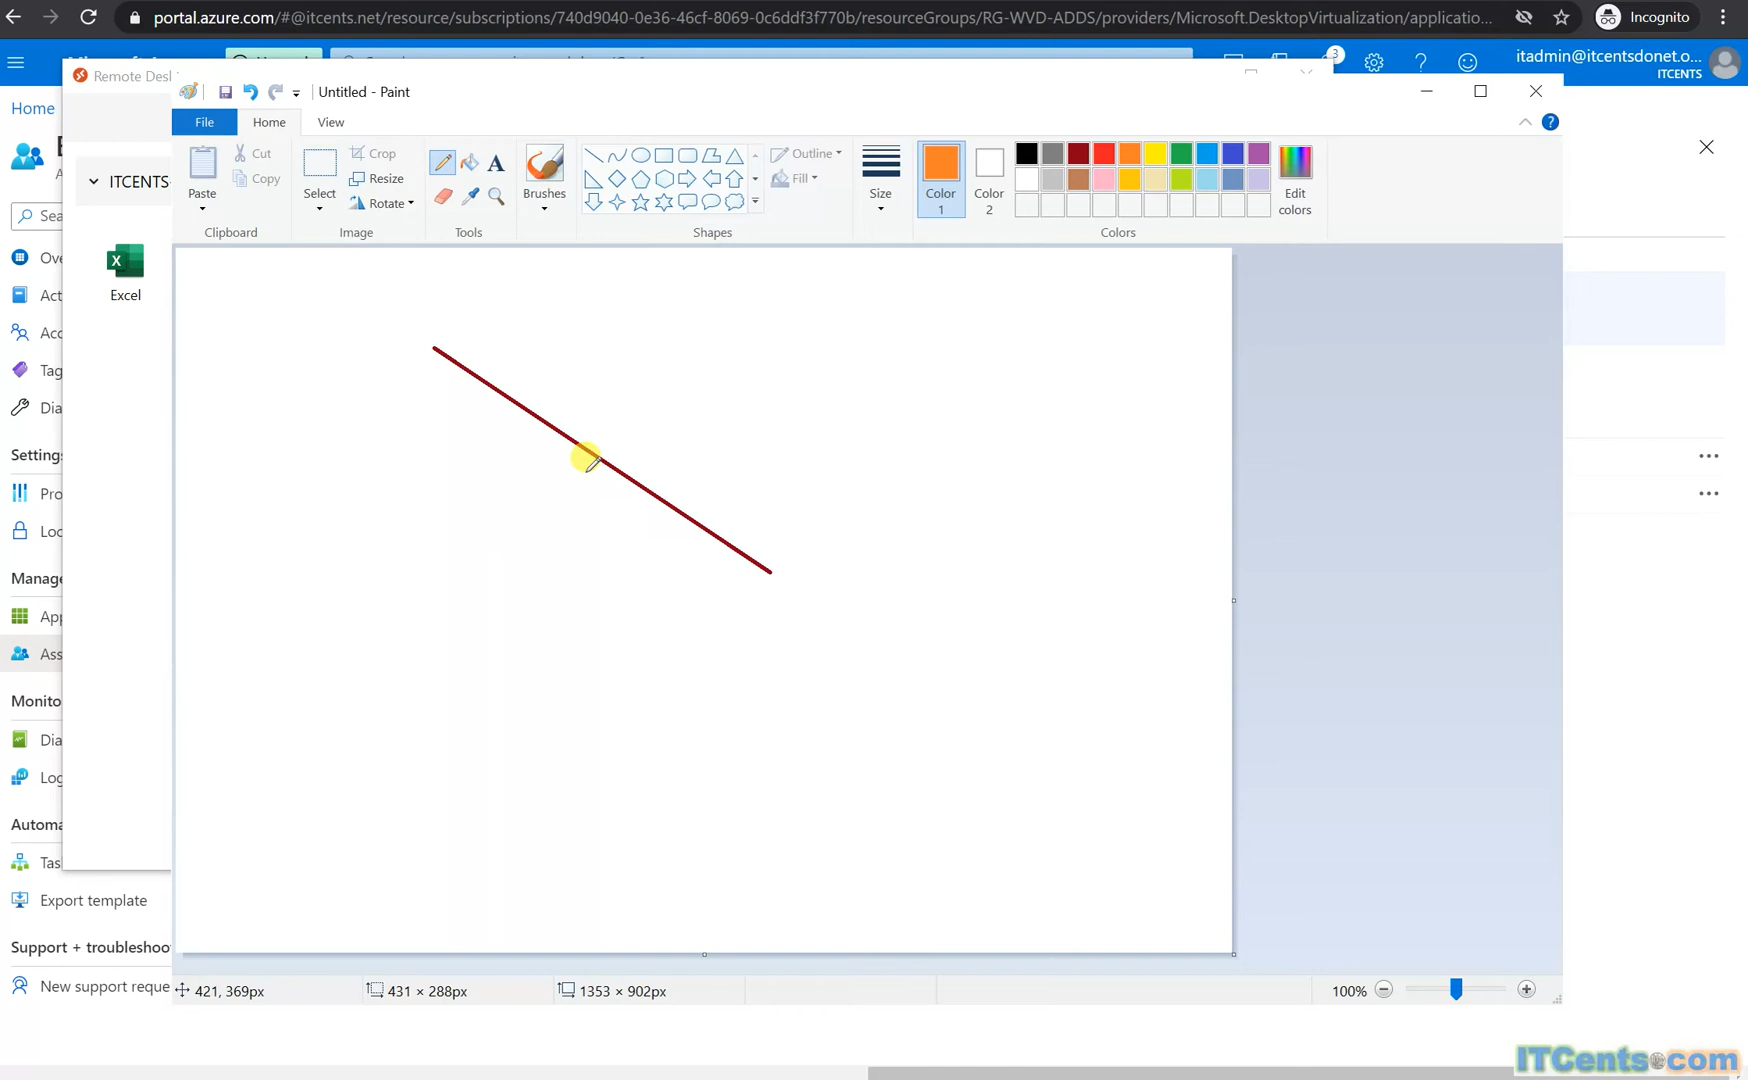 portal.azure.com/#@itcents.net/resource/subscriptions/740d9040-0e36-46cf-8069-0c6ddf3f770b/resourceGroups/RG-WVD-ADDS/providers/Microsoft.DesktopVirtualization/applicatio...
Incognito
3
itadmin@itcentsdonet.o...
ITCENTS
Remote Desk
Untitled - Paint
Home
File
Home
View
Paste
Cut
Copy
Select
Crop
Resize
Rotate
Brushes
Outline
Fill
Size
Color 1
Color 2
Edit colors
Clipboard
Image
Tools
Shapes
Colors
ITCENTS-
Sea
Ove
Excel
Act
Acc
Tag
Dia
Settings
Pro
Loc
Manage
App
Ass
Monito
Dia
Log
Automa
Tas
Export template
Support + troubleshoo
New support reque
421, 369px
431 × 288px
1353 × 902px
100%
ITCents.com